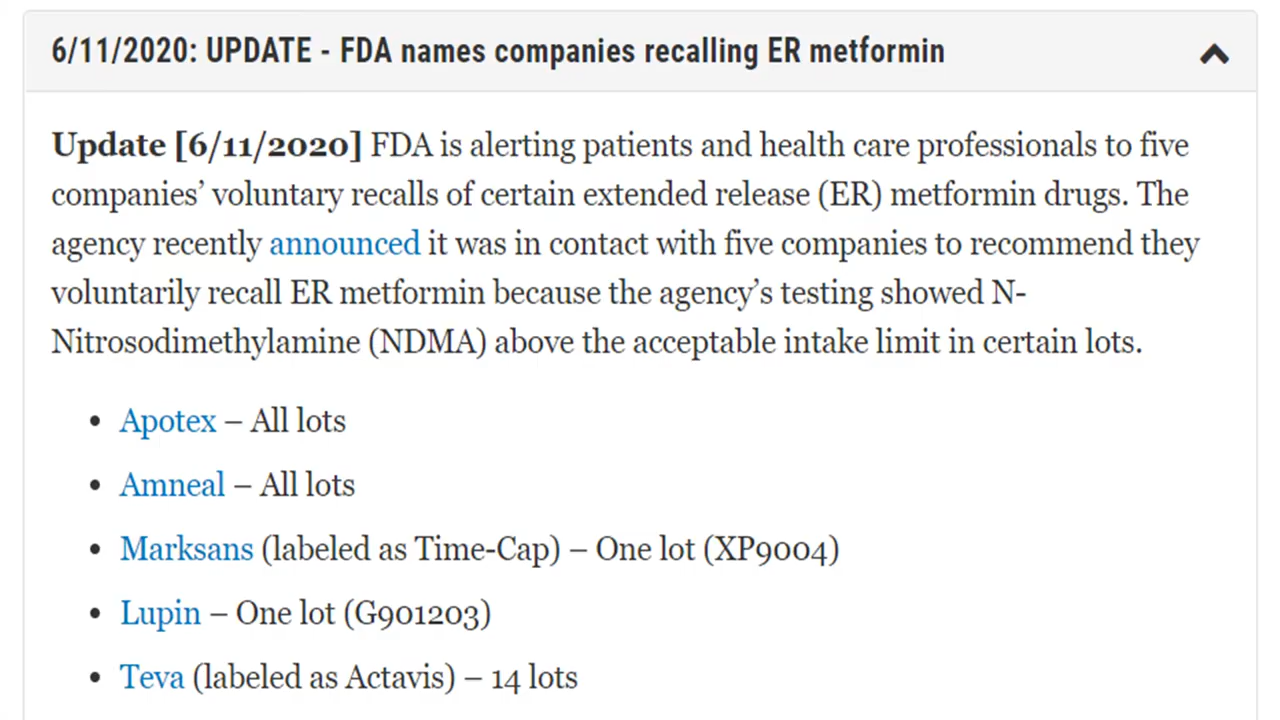 6/11/2020: UPDATE - FDA names companies recalling ER metformin
Update [6/11/2020] FDA is alerting patients and health care professionals to five
companies’ voluntary recalls of certain extended release (ER) metformin drugs. The
agency recently announced it was in contact with five companies to recommend they
voluntarily recall ER metformin because the agency’s testing showed N-
Nitrosodimethylamine (NDMA) above the acceptable intake limit in certain lots.
• Apotex – All lots
• Amneal – All lots
• Marksans (labeled as Time-Cap) – One lot (XP9004)
• Lupin – One lot (G901203)
• Teva (labeled as Actavis) – 14 lots